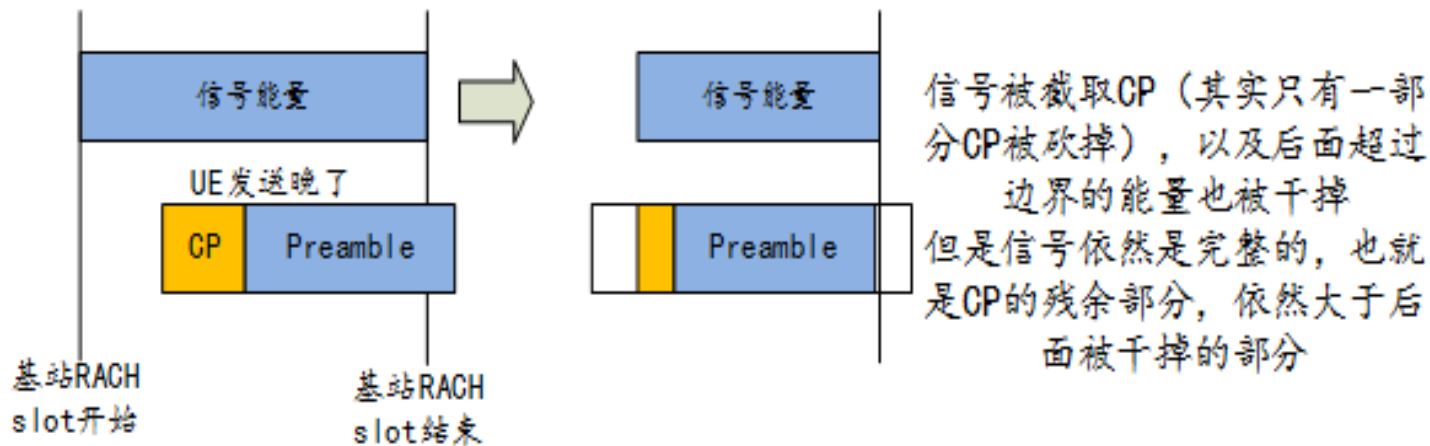 信号能量
UE发送晚了
CP
Preamble
基站RACH
slot开始
基站RACH
slot结束
信号能量
Preamble
信号被截取CP（其实只有一部
分CP被砍掉），以及后面超过
边界的能量也被干掉
但是信号依然是完整的，也就
是CP的残余部分，依然大于后
面被干掉的部分